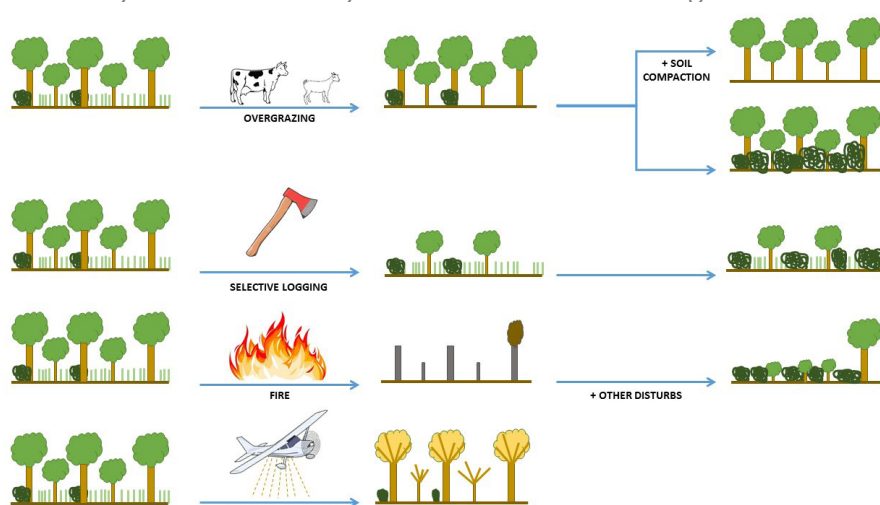 + SOIL
COMPACTION
OVERGRAZING
SELECTIVE LOGGING
FIRE
+ OTHER DISTURBS